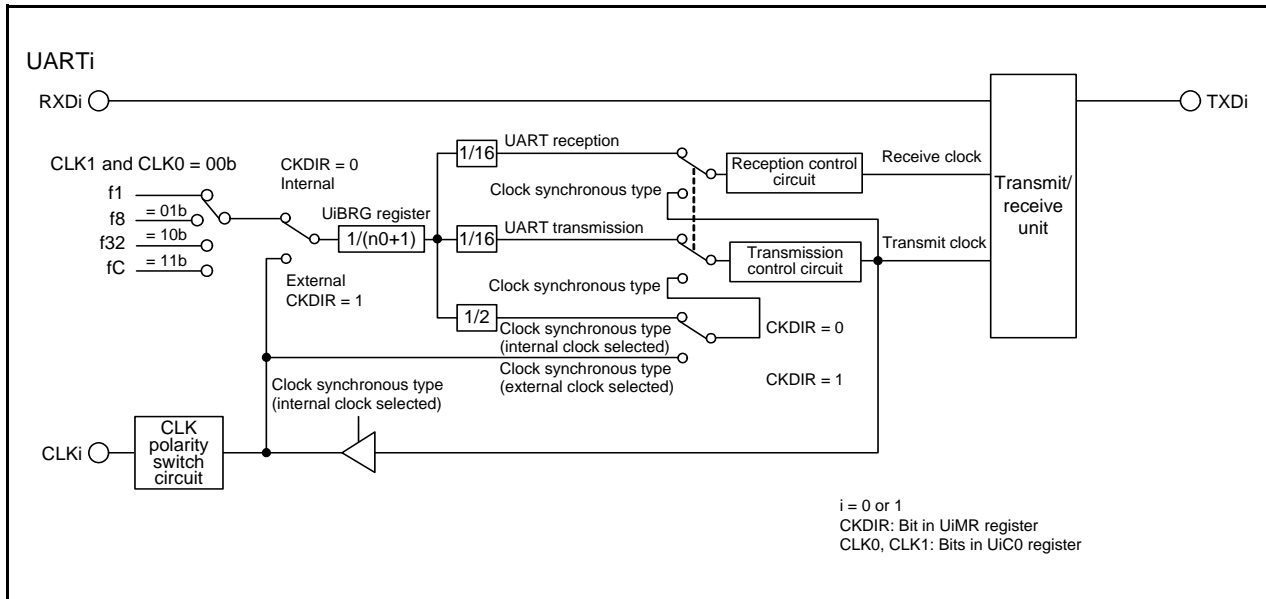 UARTi
RXDi
TXDi
CLK1 and CLK0 = 00b
f1
f8
= 01b
f32
= 10b
fC
= 11b
CKDIR = 0
Internal
External
CKDIR = 1
UiBRG register
1/(n0+1)
1/16
UART reception
Clock synchronous type
Reception control
circuit
Receive clock
1/16
UART transmission
Clock synchronous type
Transmission
control circuit
Transmit clock
Transmit/
receive
unit
1/2
Clock synchronous type
(internal clock selected)
Clock synchronous type
(external clock selected)
CKDIR = 0
CKDIR = 1
Clock synchronous type
(internal clock selected)
CLKi
CLK
polarity
switch
circuit
i = 0 or 1
CKDIR: Bit in UiMR register
CLK0, CLK1: Bits in UiC0 register